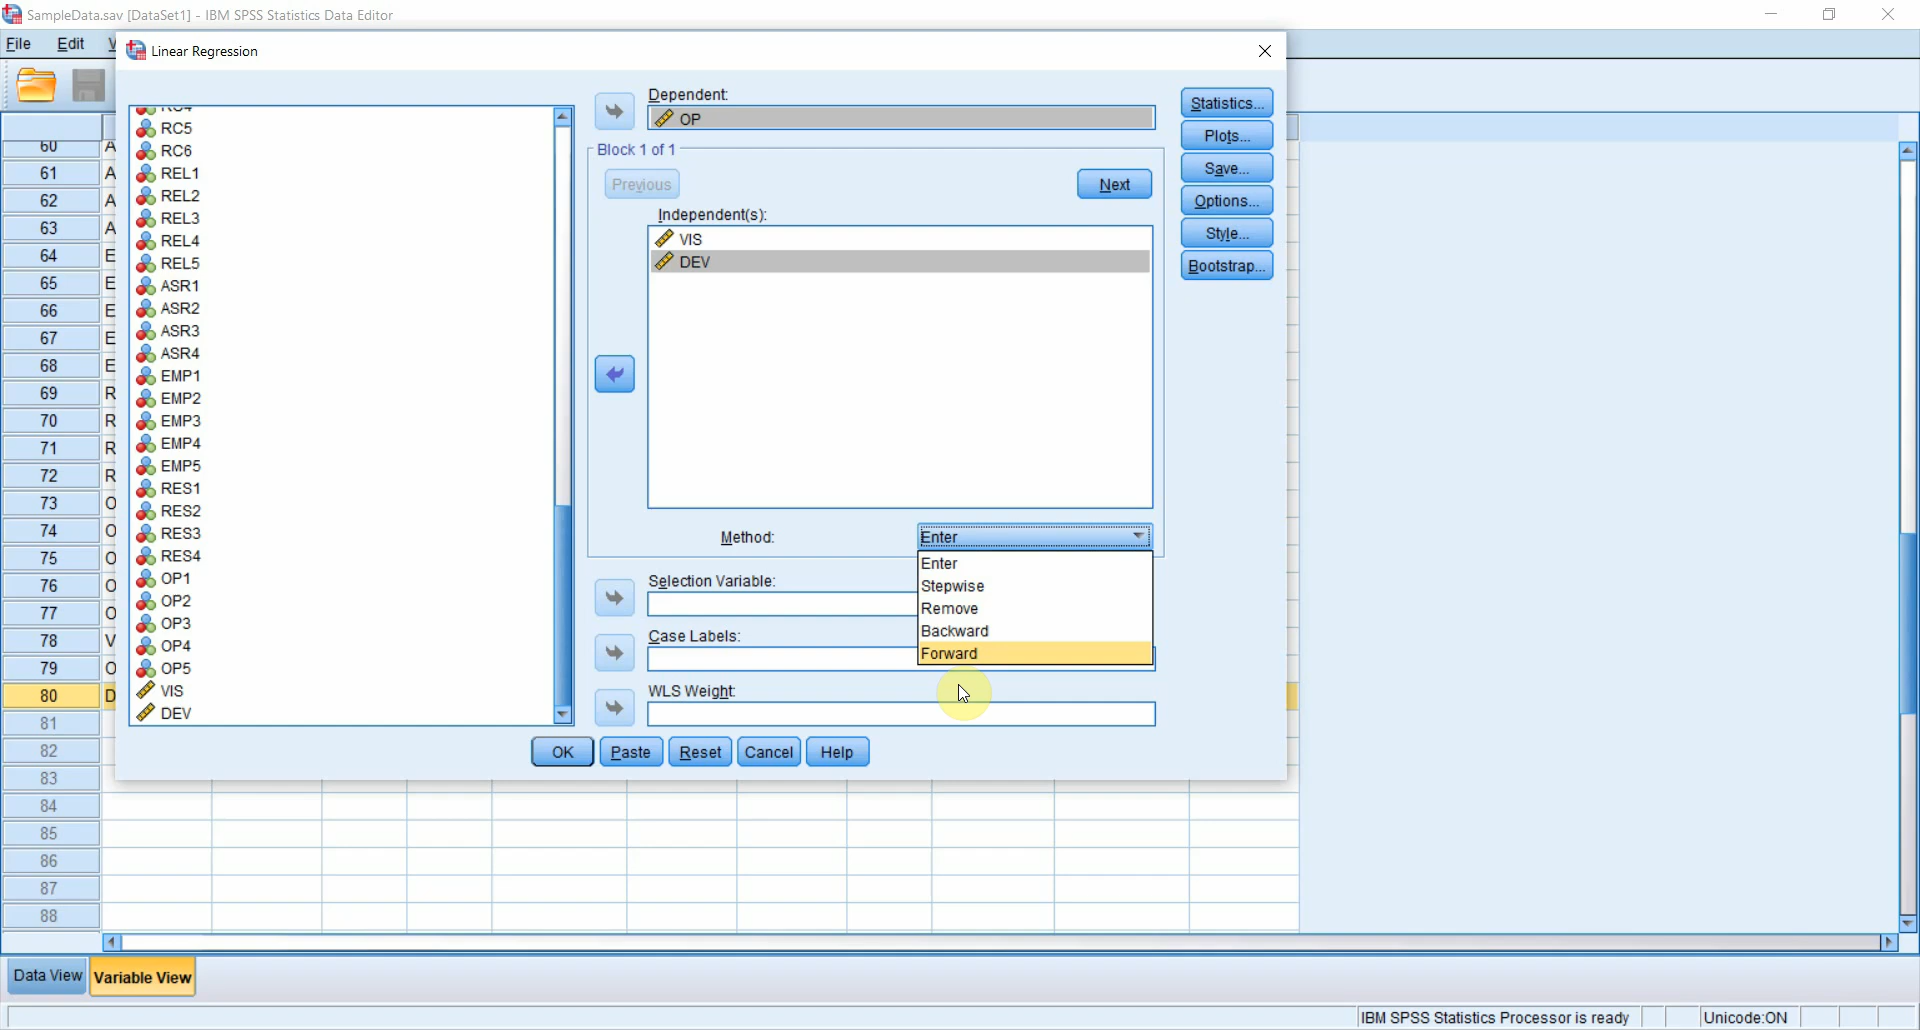 SampleData.sav [DataSet1] - IBM SPSS Statistics Data Editor
File Edit
Linear Regression
RC5
RC6
REL1
REL2
REL3
REL4
REL5
ASR1
ASR2
ASR3
ASR4
EMP1
EMP2
EMP3
EMP4
EMP5
RES1
RES2
RES3
RES4
OP1
OP2
OP3
OP4
OP5
VIS
DEV
Dependent:
OP
Block 1 of 1
Previous
Next
Independent(s):
VIS
DEV
Method:
Enter
Enter
Stepwise
Remove
Backward
Forward
Selection Variable:
Case Labels:
WLS Weight:
Statistics...
Plots...
Save...
Options...
Style...
Bootstrap...
OK Paste Reset Cancel Help
60 A
61 A
62 A
63 A
64 E
65 E
66 E
67 E
68 E
69 R
70 R
71 R
72 R
73 O
74 O
75 O
76 O
77 O
78 V
79 O
80 D
81
82
83
84
85
86
87
88
Data View Variable View
IBM SPSS Statistics Processor is ready Unicode:ON